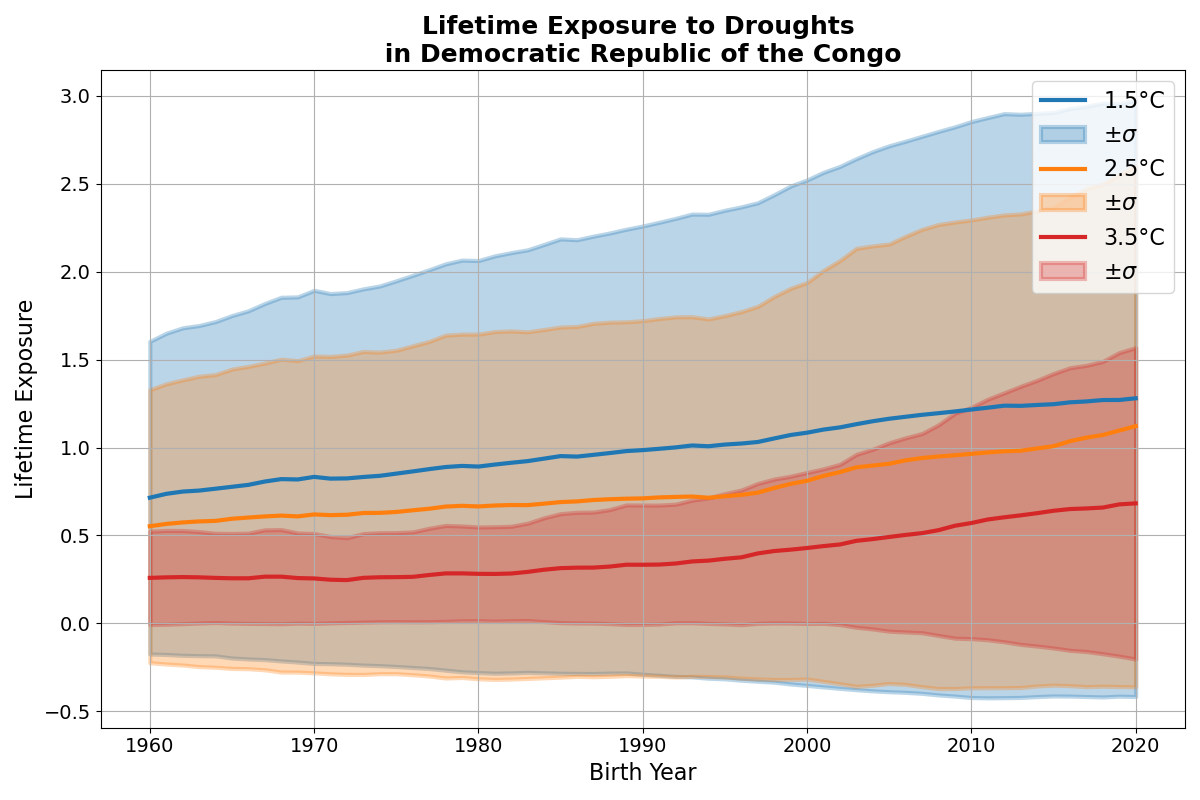 Lifetime Exposure to Droughts
in Democratic Republic of the Congo
Lifetime Exposure
3.0
2.5
2.0
1.5
1.0
0.5
0.0
−0.5
1.5°C
±σ
2.5°C
±σ
3.5°C
±σ
1960 1970 1980 1990 2000 2010 2020
Birth Year